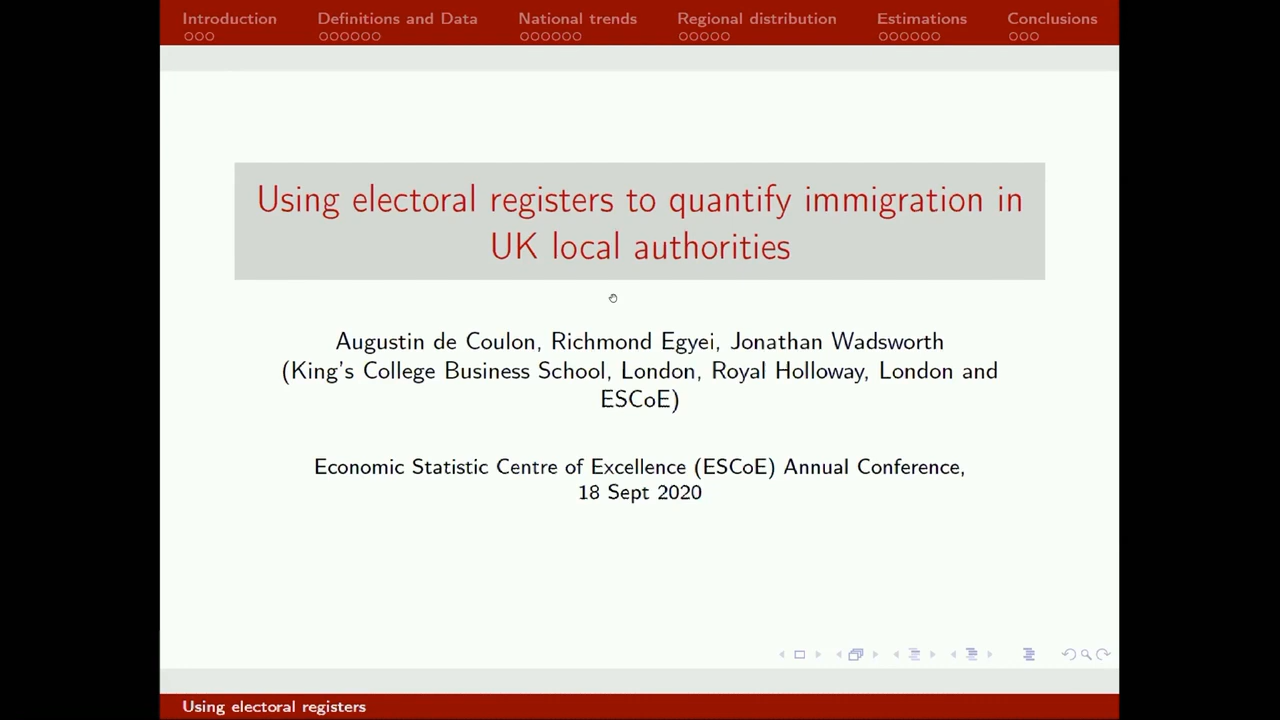 Introduction Definitions and Data National trends Regional distribution Estimations Conclusions
Using electoral registers to quantify immigration in
UK local authorities
Augustin de Coulon, Richmond Egyei, Jonathan Wadsworth
(King's College Business School, London, Royal Holloway, London and
ESCoE)
Economic Statistic Centre of Excellence (ESCoE) Annual Conference,
18 Sept 2020
Using electoral registers